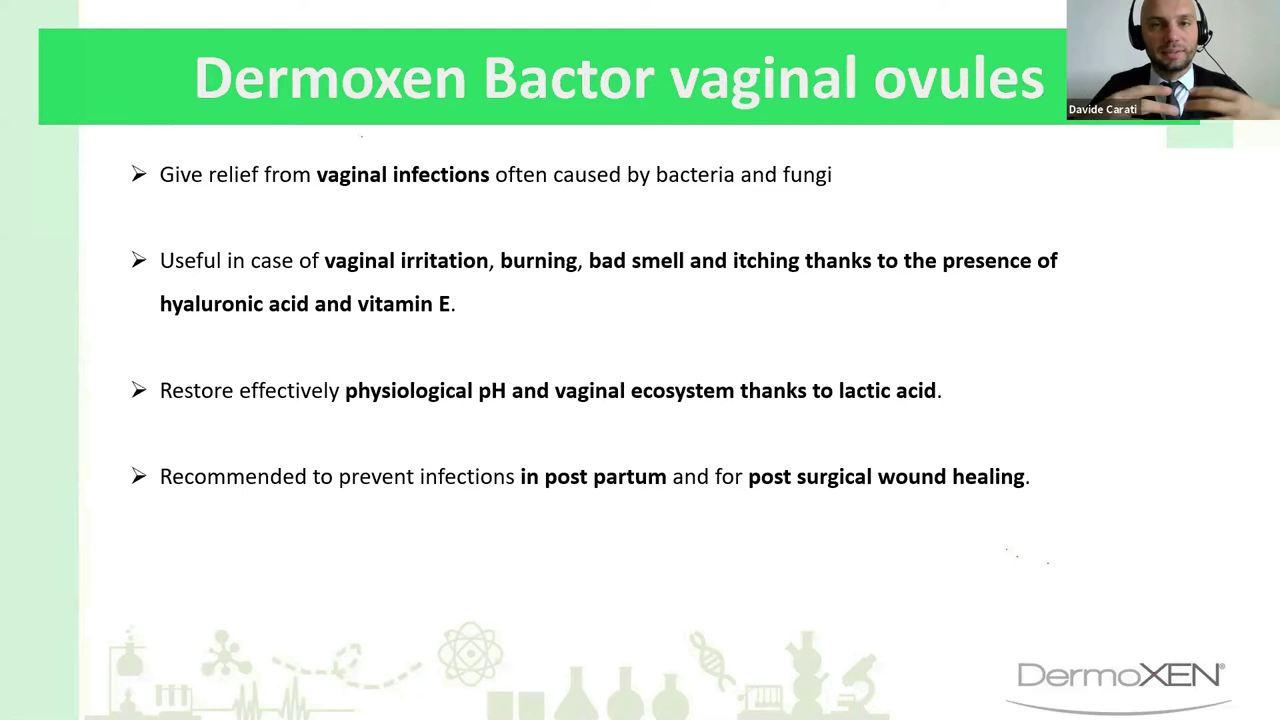 Dermoxen Bactor vaginal ovules
Davide Carati
➢ Give relief from vaginal infections often caused by bacteria and fungi
➢ Useful in case of vaginal irritation, burning, bad smell and itching thanks to the presence of
hyaluronic acid and vitamin E.
➢ Restore effectively physiological pH and vaginal ecosystem thanks to lactic acid.
➢ Recommended to prevent infections in post partum and for post surgical wound healing.
DermoXEN®